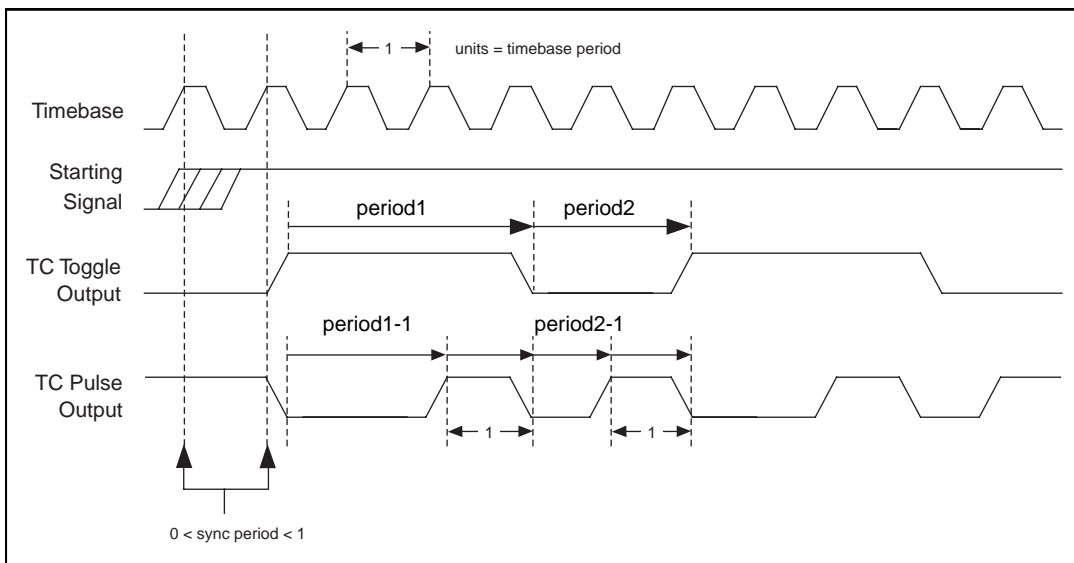 1
units = timebase period
Timebase
Starting
Signal
period1
period2
TC Toggle
Output
period1-1
period2-1
TC Pulse
Output
1
1
0 < sync period < 1